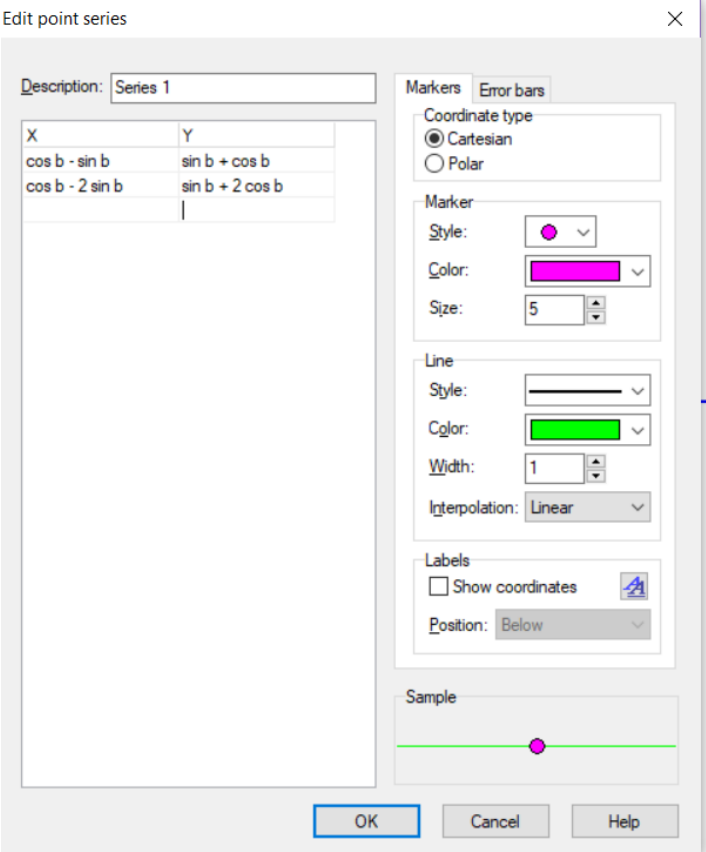 Edit point series
Description: Series 1
X Y
cos b - sin b sin b + cos b
cos b - 2 sin b sin b + 2 cos b
Markers Error bars
Coordinate type
Cartesian
Polar
Marker
Style:
Color:
Size: 5
Line
Style:
Color:
Width: 1
Interpolation: Linear
Labels
Show coordinates
Position: Below
Sample
OK Cancel Help